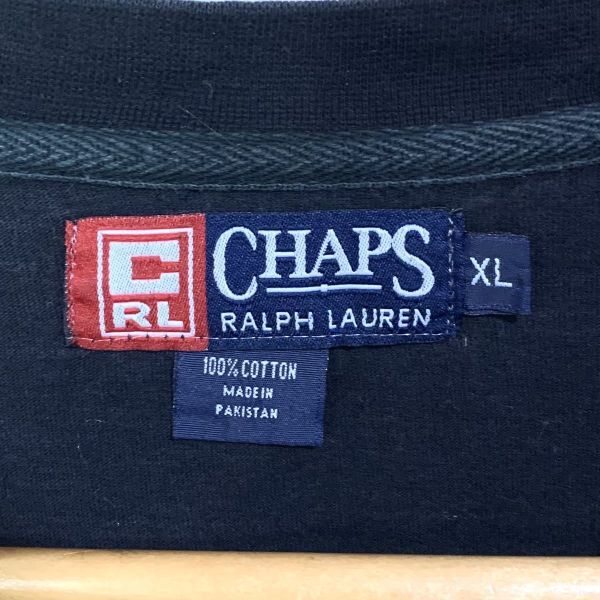 C
RL
CHAPS
RALPH LAUREN
XL
100% COTTON
MADE IN
PAKISTAN